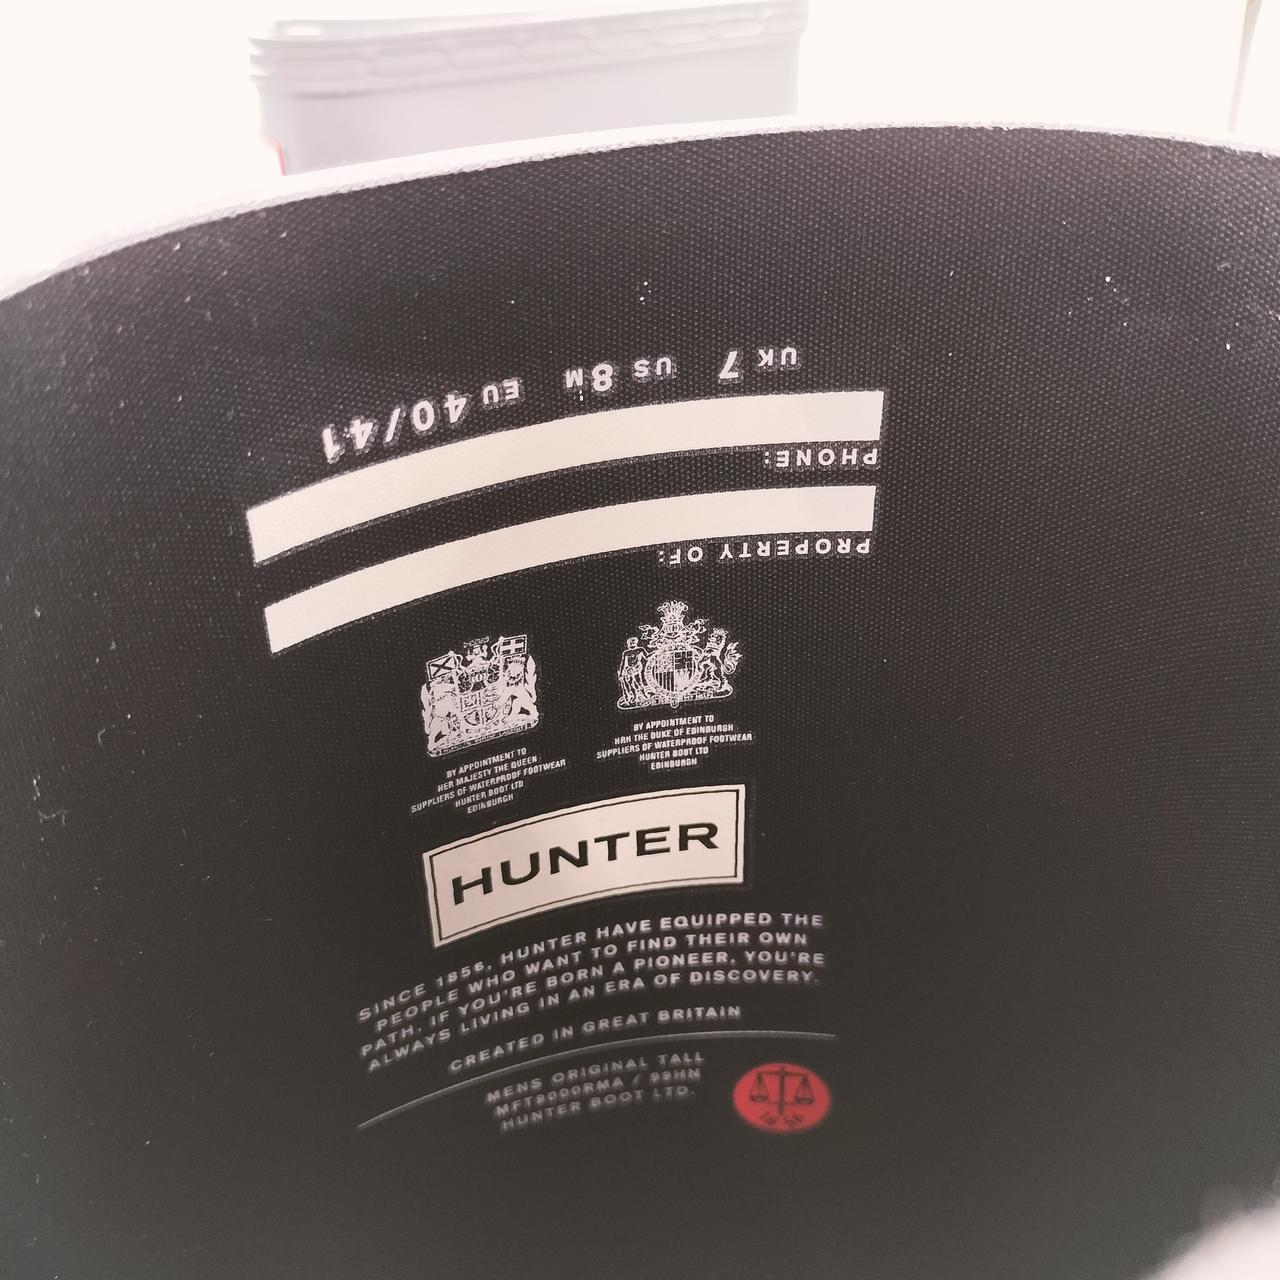 UK 7 US 8M EU 40/41
PHONE:
PROPERTY OF:
BY APPOINTMENT TO
HER MAJESTY THE QUEEN
SUPPLIERS OF WATERPROOF FOOTWEAR
HUNTER BOOT LTD
EDINBURGH
BY APPOINTMENT TO
HRH THE DUKE OF EDINBURGH
SUPPLIERS OF WATERPROOF FOOTWEAR
HUNTER BOOT LTD
EDINBURGH
HUNTER
SINCE 1856, HUNTER HAVE EQUIPPED THE
PEOPLE WHO WANT TO FIND THEIR OWN
PATH. IF YOU'RE BORN A PIONEER, YOU'RE
ALWAYS LIVING IN AN ERA OF DISCOVERY.
CREATED IN GREAT BRITAIN
MENS ORIGINAL TALL
MFT9000RMA / 99HN
HUNTER BOOT LTD.